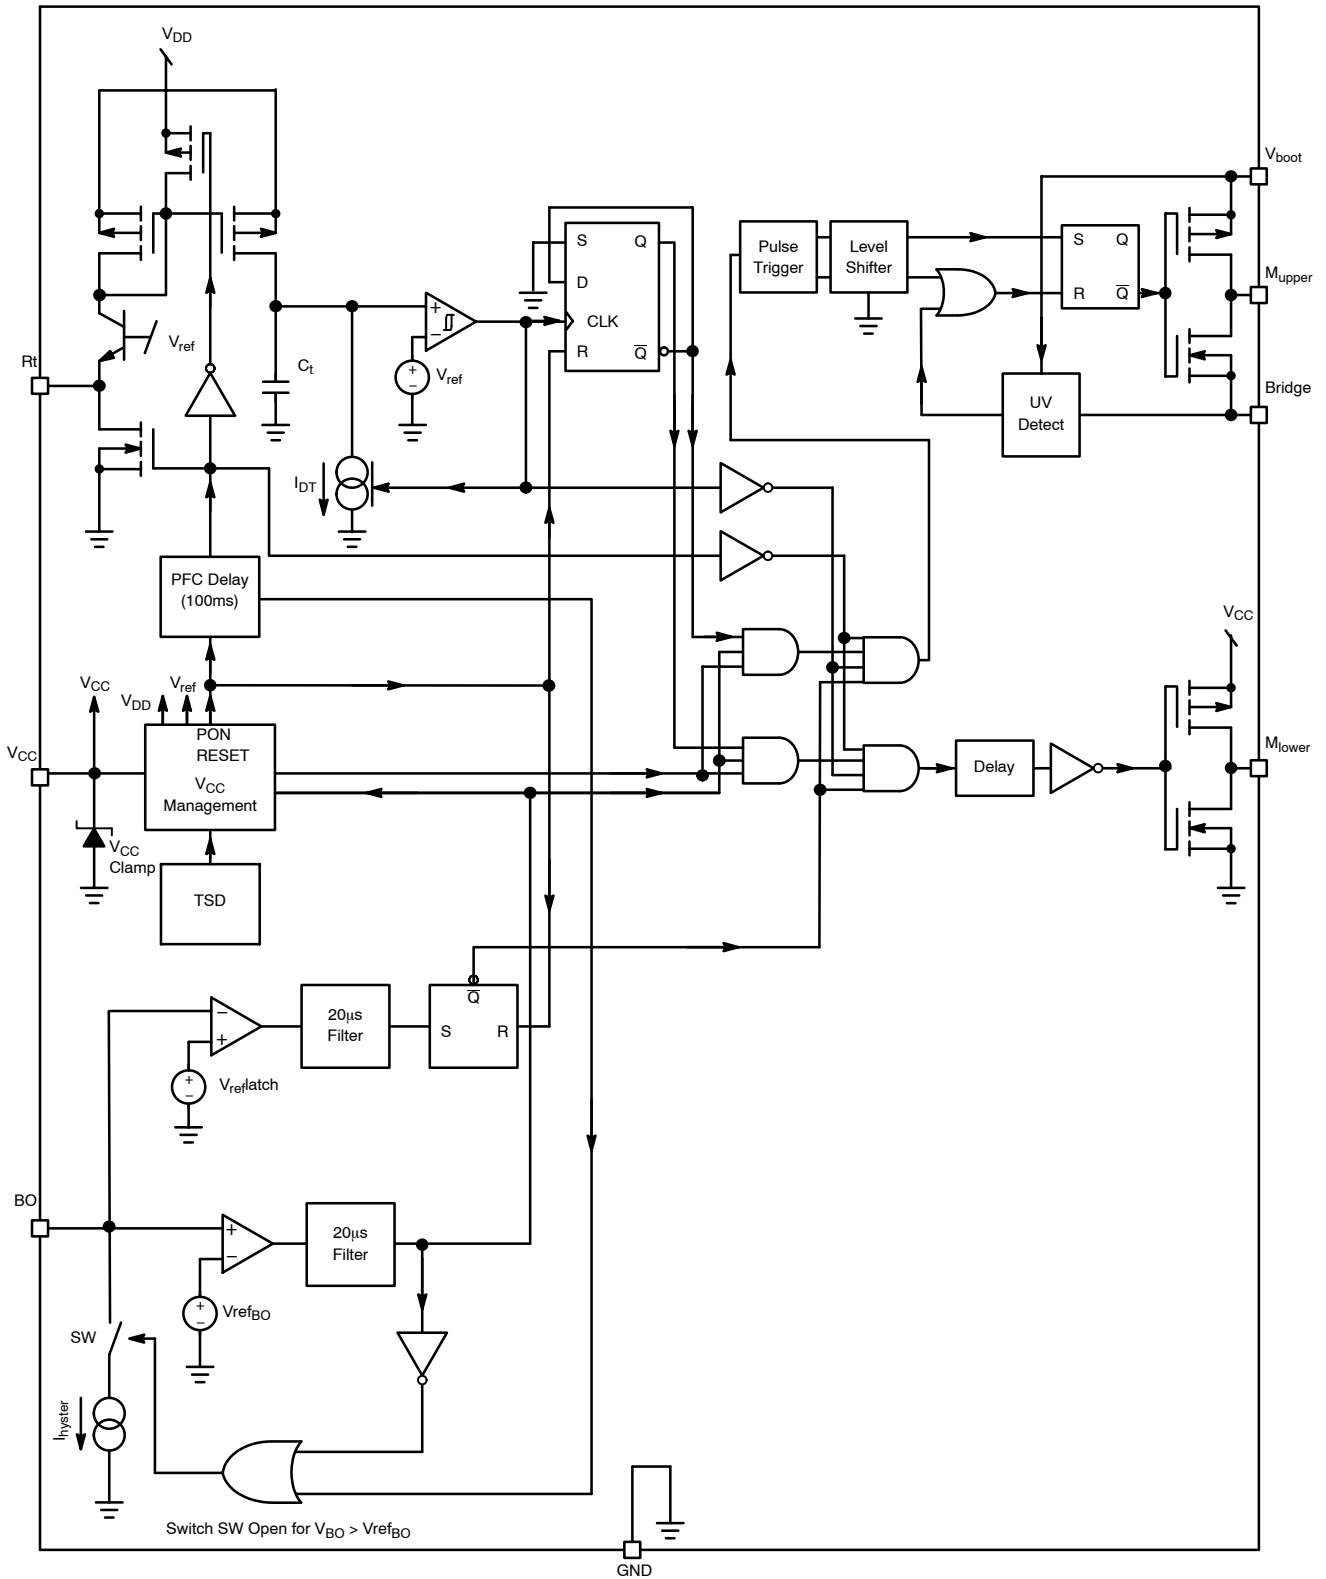 VDD
Vboot
S Q
Pulse
Trigger
Level
Shifter
S Q
D
Mupper
R Q
+
CLK
Vref
−
Rt
R Q
Ct
+
−
Vref
Bridge
UV
Detect
IDT
PFC Delay
(100ms)
VCC
VCC
Vref
VDD
PON
RESET
Mlower
VCC
Delay
VCC
Management
VCC
Clamp
TSD
Q
−
20μs
Filter
S R
+
+
−
Vreflatch
BO
+
20μs
Filter
−
+
−
VrefBO
SW
Ihyster
Switch SW Open for VBO > VrefBO
GND